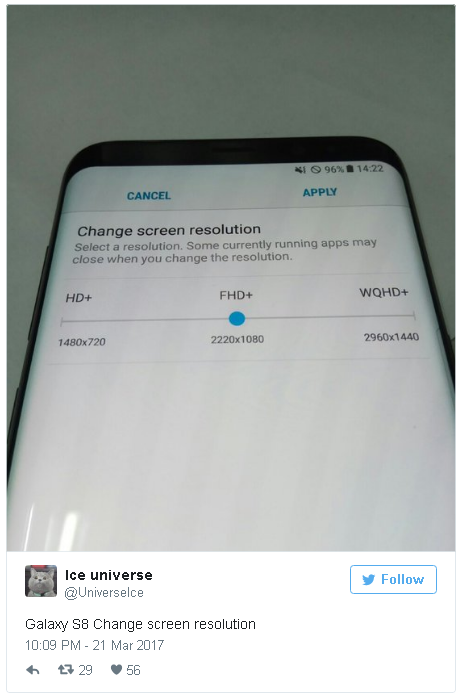 96% 14:22
CANCEL APPLY
Change screen resolution
Select a resolution. Some currently running apps may
close when you change the resolution.
HD+ FHD+ WQHD+
1480x720 2220x1080 2960x1440
Ice universe
@UniverseIce
Follow
Galaxy S8 Change screen resolution
10:09 PM - 21 Mar 2017
29 56